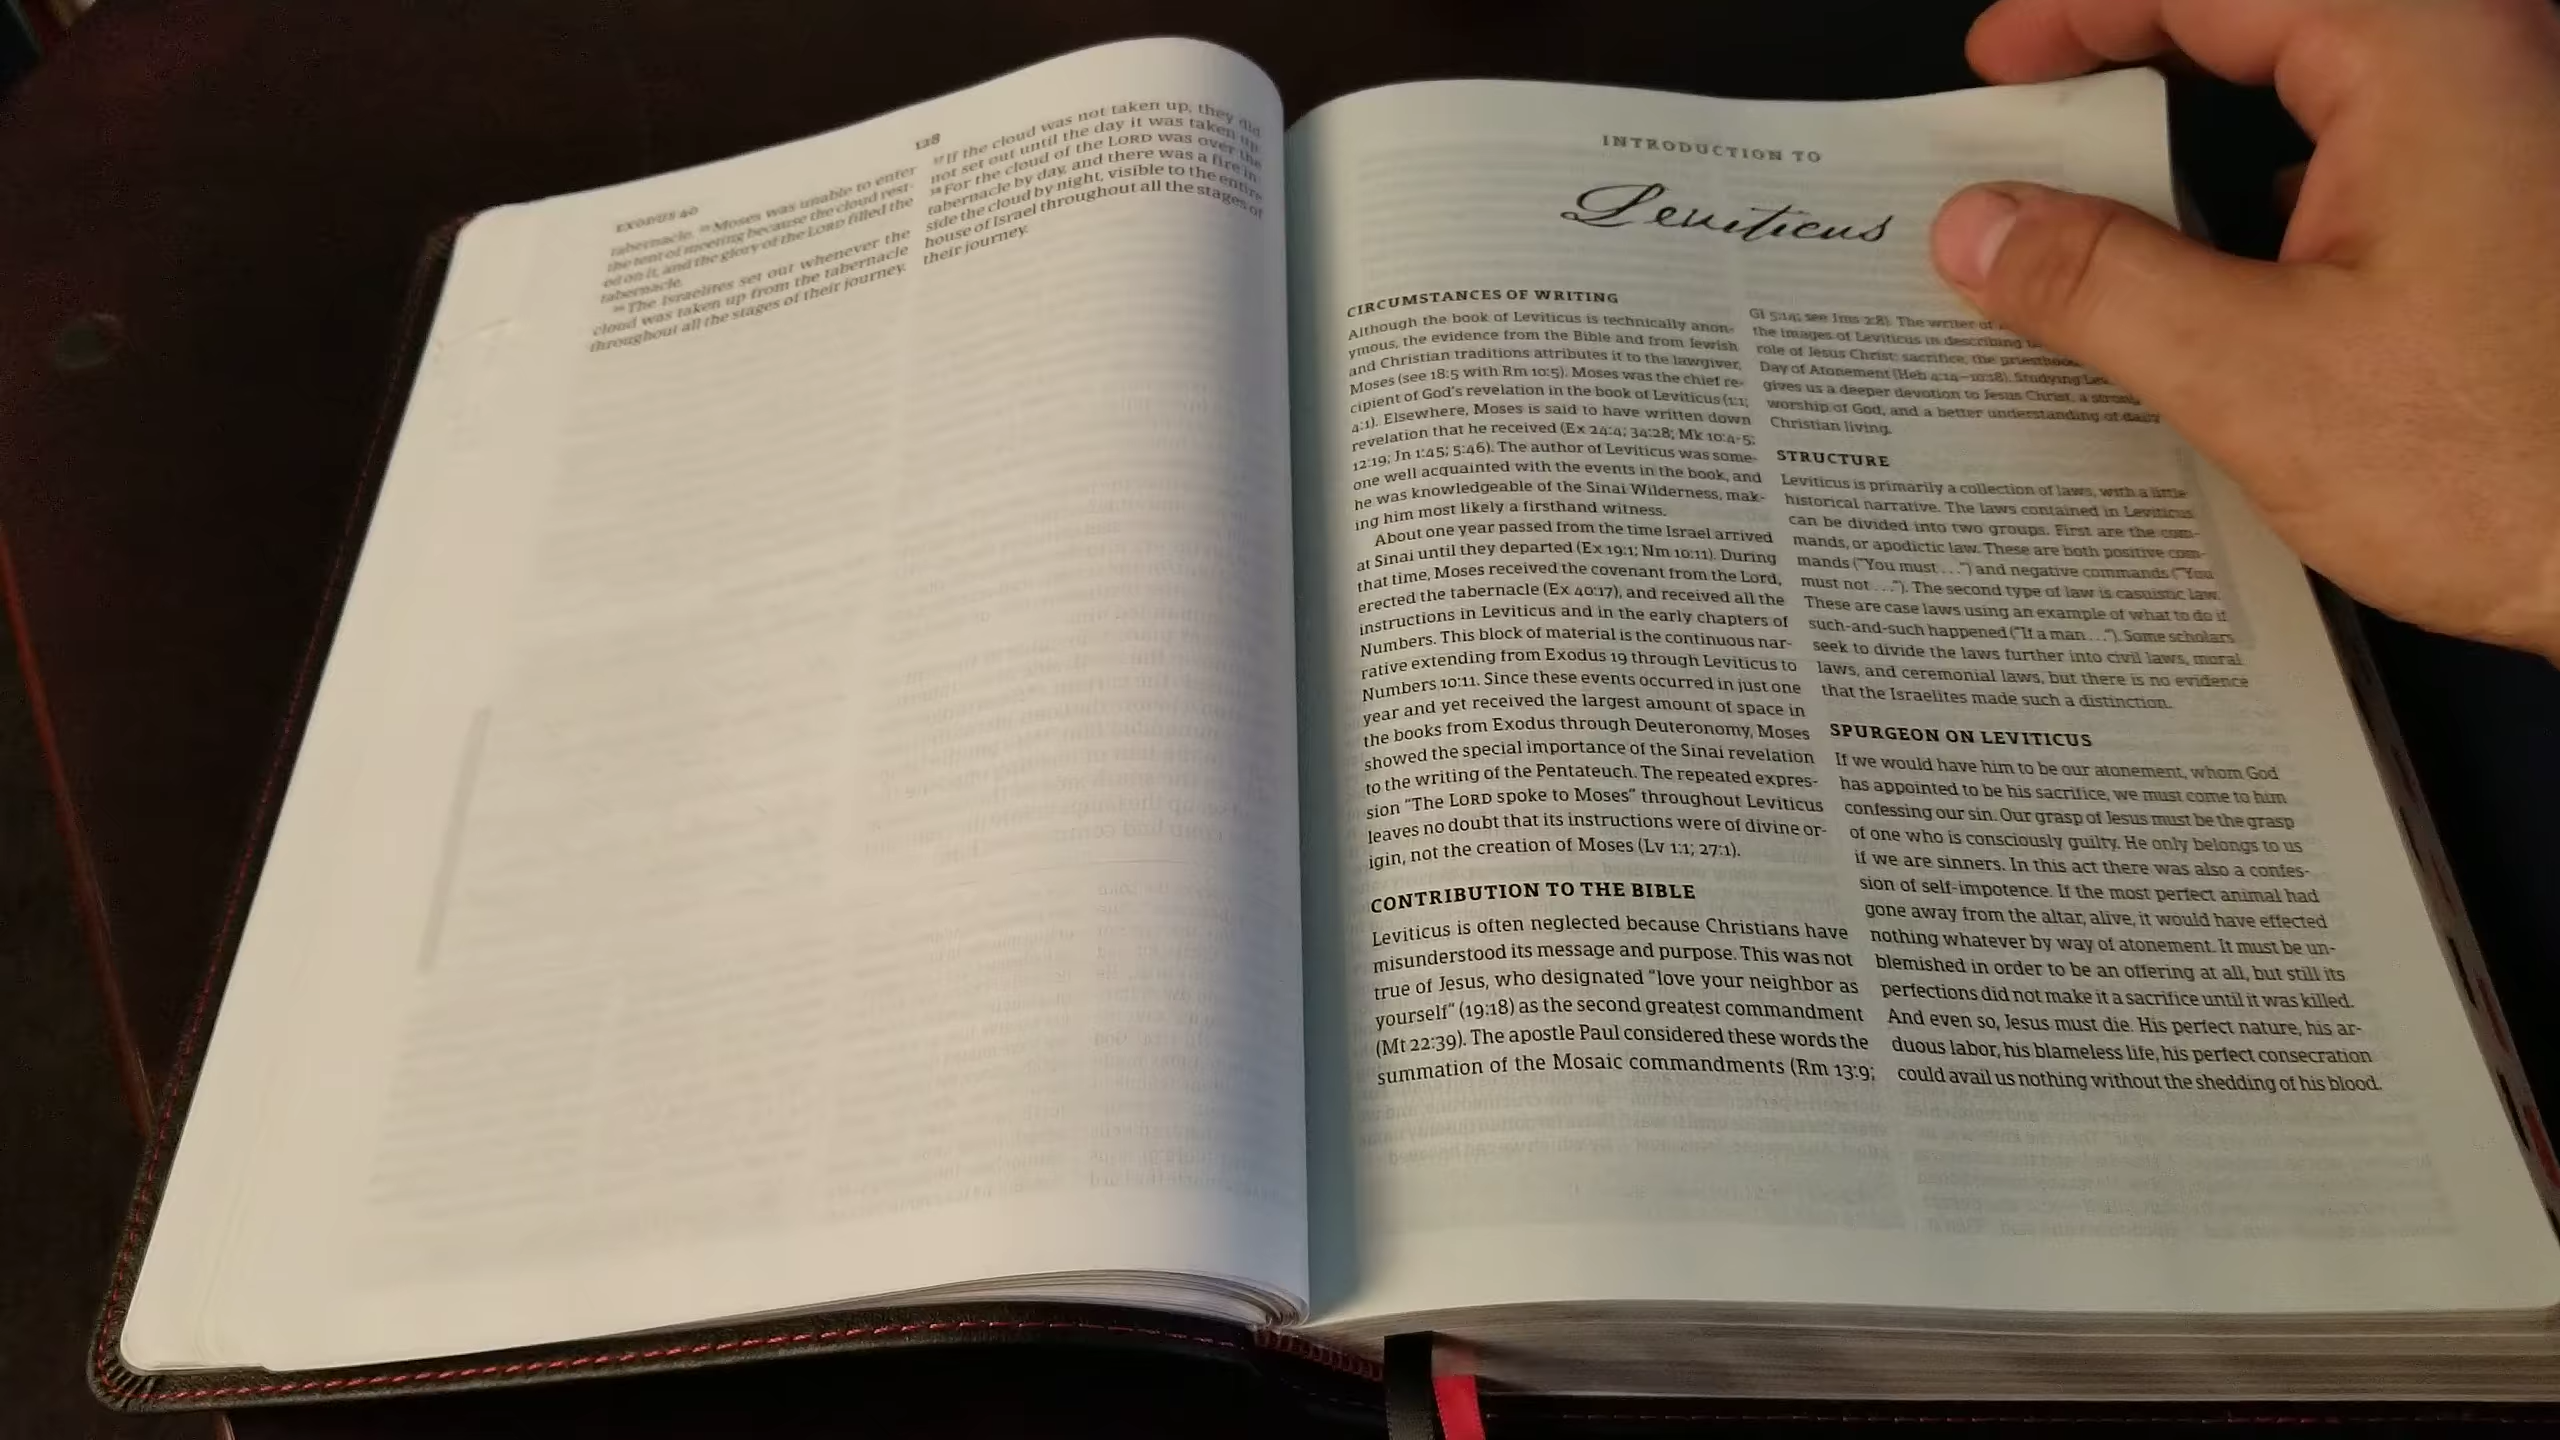 EXODUS 40
128
tabernacle. ³⁵ Moses was unable to enter
the tent of meeting because the cloud rest-
ed on it, and the glory of the LORD filled the
tabernacle.
³⁶ The Israelites set out whenever the
cloud was taken up from the tabernacle
throughout all the stages of their journey.
³⁷ If the cloud was not taken up, they did
not set out until the day it was taken up.
³⁸ For the cloud of the LORD was over the
tabernacle by day, and there was a fire in-
side the cloud by night, visible to the entire
house of Israel throughout all the stages of
their journey.
INTRODUCTION TO
Leviticus
CIRCUMSTANCES OF WRITING
Although the book of Leviticus is technically anon-
ymous, the evidence from the Bible and from Jewish
and Christian traditions attributes it to the lawgiver,
Moses (see 18:5 with Rm 10:5). Moses was the chief re-
cipient of God's revelation in the book of Leviticus (1:1;
4:1). Elsewhere, Moses is said to have written down
revelation that he received (Ex 24:4; 34:28; Mk 10:4-5;
12:19; Jn 1:45; 5:46). The author of Leviticus was some-
one well acquainted with the events in the book, and
he was knowledgeable of the Sinai Wilderness, mak-
ing him most likely a firsthand witness.
About one year passed from the time Israel arrived
at Sinai until they departed (Ex 19:1; Nm 10:11). During
that time, Moses received the covenant from the Lord,
erected the tabernacle (Ex 40:17), and received all the
instructions in Leviticus and in the early chapters of
Numbers. This block of material is the continuous nar-
rative extending from Exodus 19 through Leviticus to
Numbers 10:11. Since these events occurred in just one
year and yet received the largest amount of space in
the books from Exodus through Deuteronomy, Moses
showed the special importance of the Sinai revelation
to the writing of the Pentateuch. The repeated expres-
sion "The LORD spoke to Moses" throughout Leviticus
leaves no doubt that its instructions were of divine or-
igin, not the creation of Moses (Lv 1:1; 27:1).
CONTRIBUTION TO THE BIBLE
Leviticus is often neglected because Christians have
misunderstood its message and purpose. This was not
true of Jesus, who designated "love your neighbor as
yourself" (19:18) as the second greatest commandment
(Mt 22:39). The apostle Paul considered these words the
summation of the Mosaic commandments (Rm 13:9;
Gl 5:14; see Jms 2:8). The writer of
the images of Leviticus in describing
role of Jesus Christ: sacrifice, the
Day of Atonement (Heb 4:14–10:18). Studying
gives us a deeper devotion to Jesus Christ, a
worship of God, and a better understanding of daily
Christian living.
STRUCTURE
Leviticus is primarily a collection of laws, with a little
historical narrative. The laws contained in Leviticus
can be divided into two groups. First are the com-
mands, or apodictic law. These are both positive com-
mands ("You must . . .") and negative commands ("You
must not . . ."). The second type of law is casuistic law.
These are case laws using an example of what to do if
such-and-such happened ("If a man . . ."). Some scholars
seek to divide the laws further into civil laws, moral
laws, and ceremonial laws, but there is no evidence
that the Israelites made such a distinction.
SPURGEON ON LEVITICUS
If we would have him to be our atonement, whom God
has appointed to be his sacrifice, we must come to him
confessing our sin. Our grasp of Jesus must be the grasp
of one who is consciously guilty. He only belongs to us
if we are sinners. In this act there was also a confes-
sion of self-impotence. If the most perfect animal had
gone away from the altar, alive, it would have effected
nothing whatever by way of atonement. It must be un-
blemished in order to be an offering at all, but still its
perfections did not make it a sacrifice until it was killed.
And even so, Jesus must die. His perfect nature, his ar-
duous labor, his blameless life, his perfect consecration
could avail us nothing without the shedding of his blood.